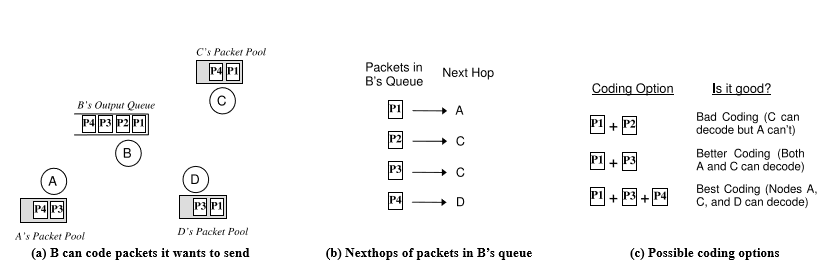 C's Packet Pool
P4 P1
C
B's Output Queue
P4 P3 P2 P1
B
A
P4 P3
A's Packet Pool
D
P3 P1
D's Packet Pool
(a) B can code packets it wants to send
Packets in
B's Queue
Next Hop
P1 A
P2 C
P3 C
P4 D
(b) Nexthops of packets in B's queue
Coding Option Is it good?
P1 + P2
Bad Coding (C can
decode but A can't)
P1 + P3
Better Coding (Both
A and C can decode)
P1 + P3 + P4
Best Coding (Nodes A,
C, and D can decode)
(c) Possible coding options